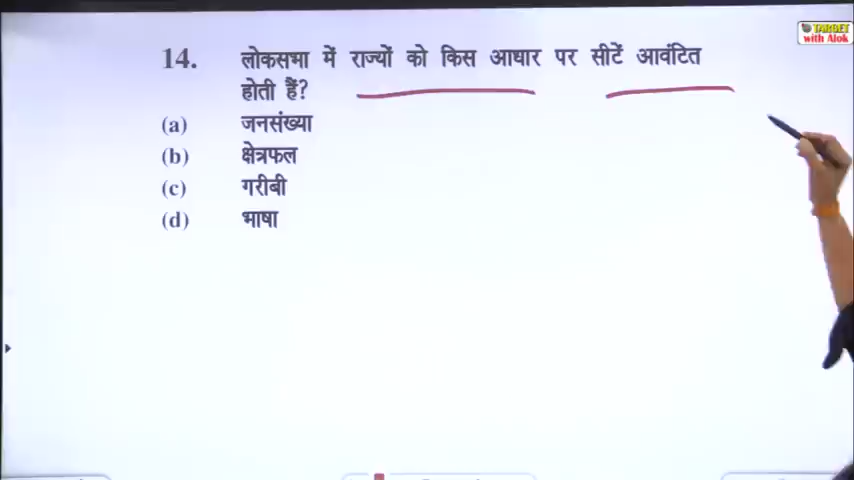 TARGET
with Alok
14. लोकसभा में राज्यों को किस आधार पर सीटें आवंटित
होती हैं?
(a) जनसंख्या
(b) क्षेत्रफल
(c) गरीबी
(d) भाषा